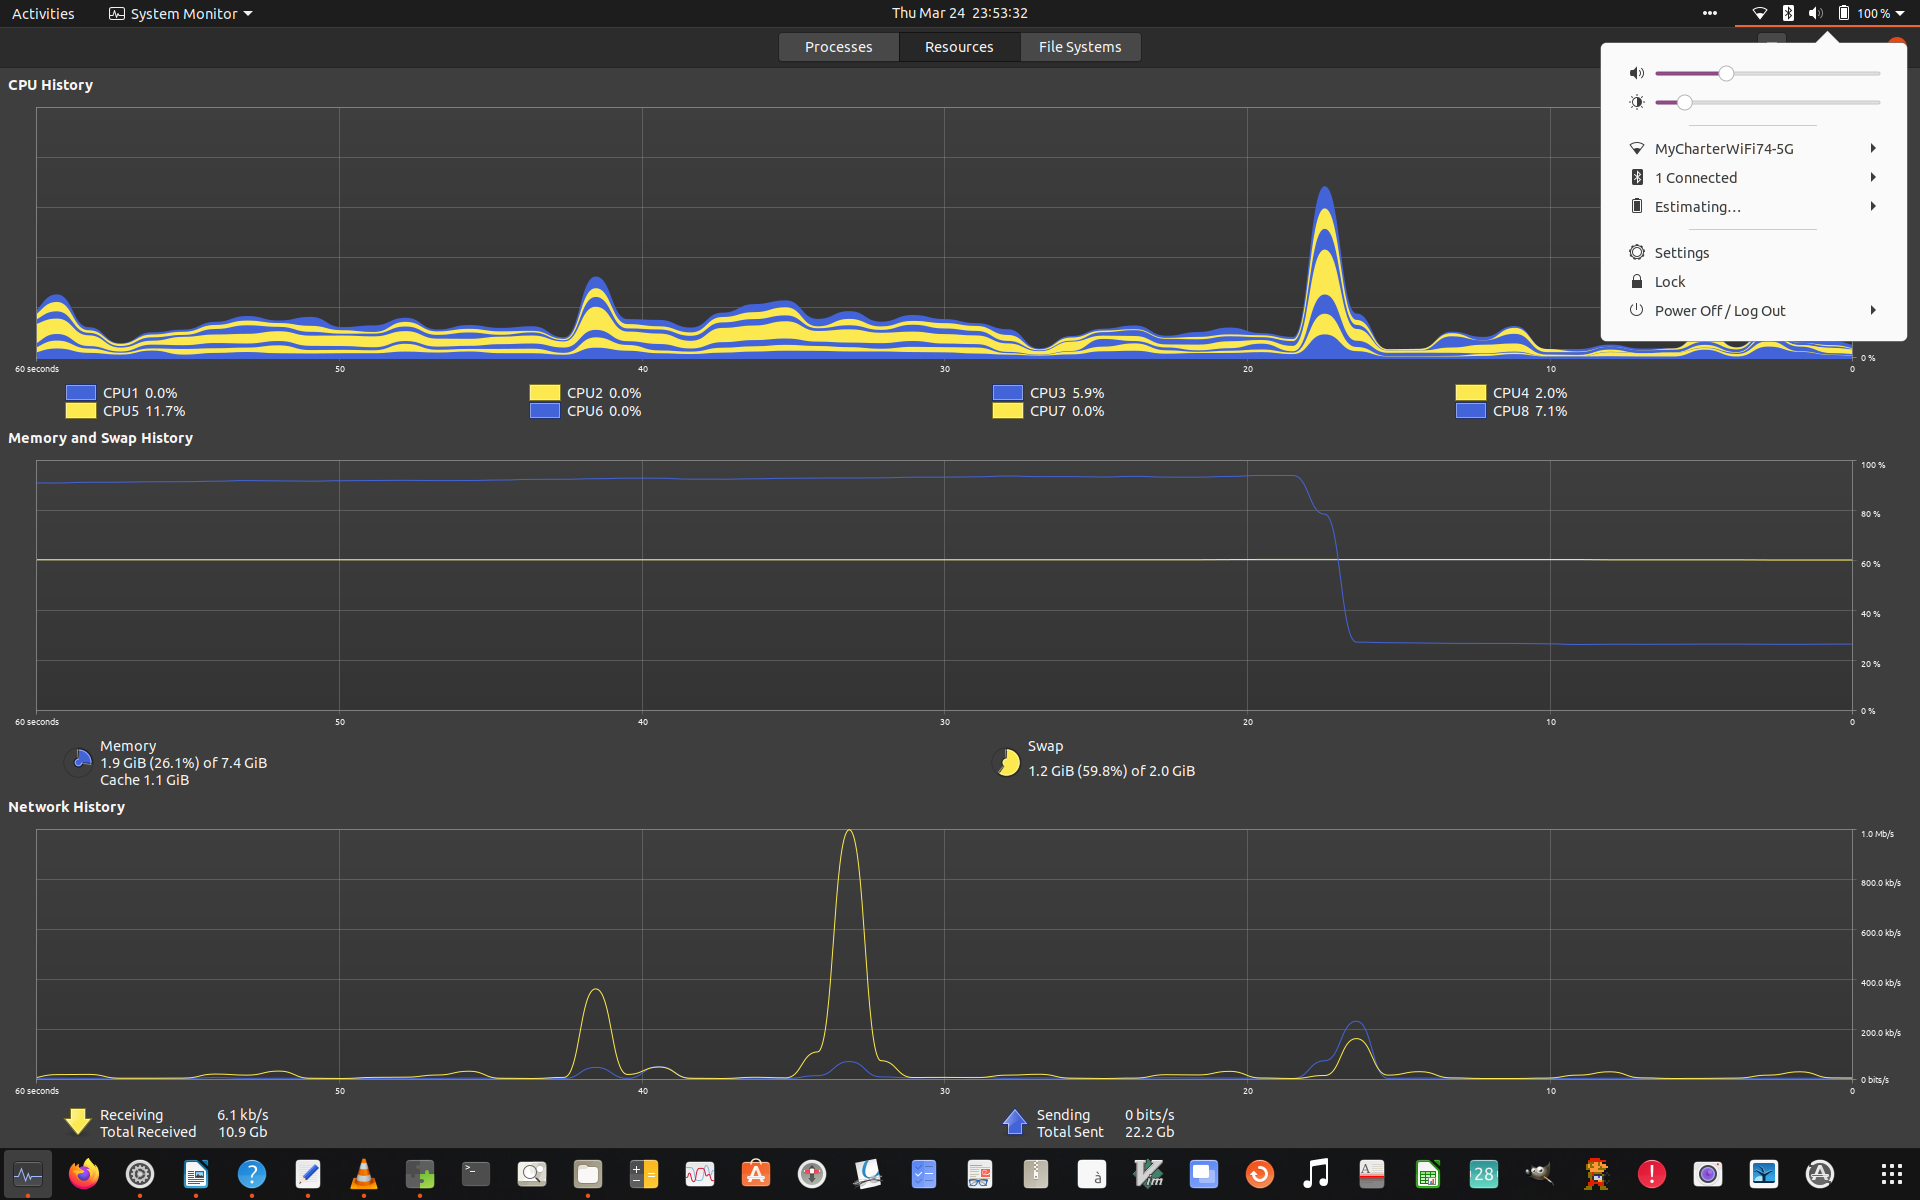 Activities
System Monitor
Thu Mar 24 23:53:32
100 %
Processes
Resources
File Systems
MyCharterWiFi74-5G
1 Connected
Estimating…
Settings
Lock
Power Off / Log Out
CPU History
0 %
60 seconds 50 40 30 20 10 0
CPU1 0.0% CPU2 0.0% CPU3 5.9% CPU4 2.0%
CPU5 11.7% CPU6 0.0% CPU7 0.0% CPU8 7.1%
Memory and Swap History
100 %
80 %
60 %
40 %
20 %
0 %
60 seconds 50 40 30 20 10 0
Memory
1.9 GiB (26.1%) of 7.4 GiB
Cache 1.1 GiB
Swap
1.2 GiB (59.8%) of 2.0 GiB
Network History
1.0 Mb/s
800.0 kb/s
600.0 kb/s
400.0 kb/s
200.0 kb/s
0 bits/s
60 seconds 50 40 30 20 10 0
Receiving 6.1 kb/s
Total Received 10.9 Gb
Sending 0 bits/s
Total Sent 22.2 Gb
?
>_
à
Vim
A
28
!